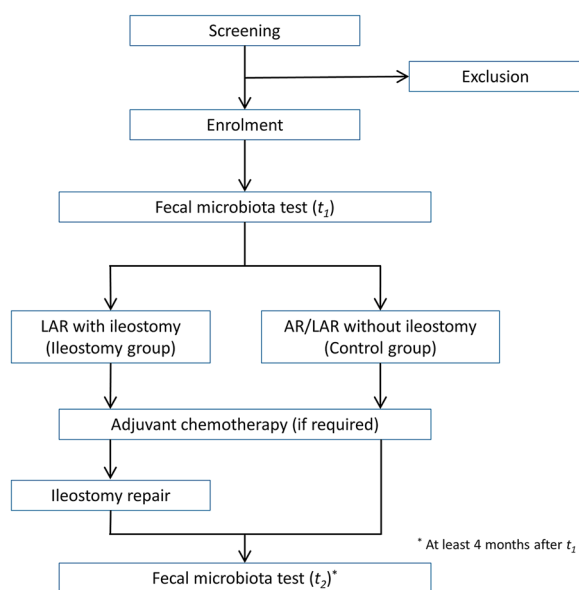 Screening
Exclusion
Enrolment
Fecal microbiota test (t₁)
LAR with ileostomy
(Ileostomy group)
AR/LAR without ileostomy
(Control group)
Adjuvant chemotherapy (if required)
Ileostomy repair
* At least 4 months after t₁
Fecal microbiota test (t₂)*